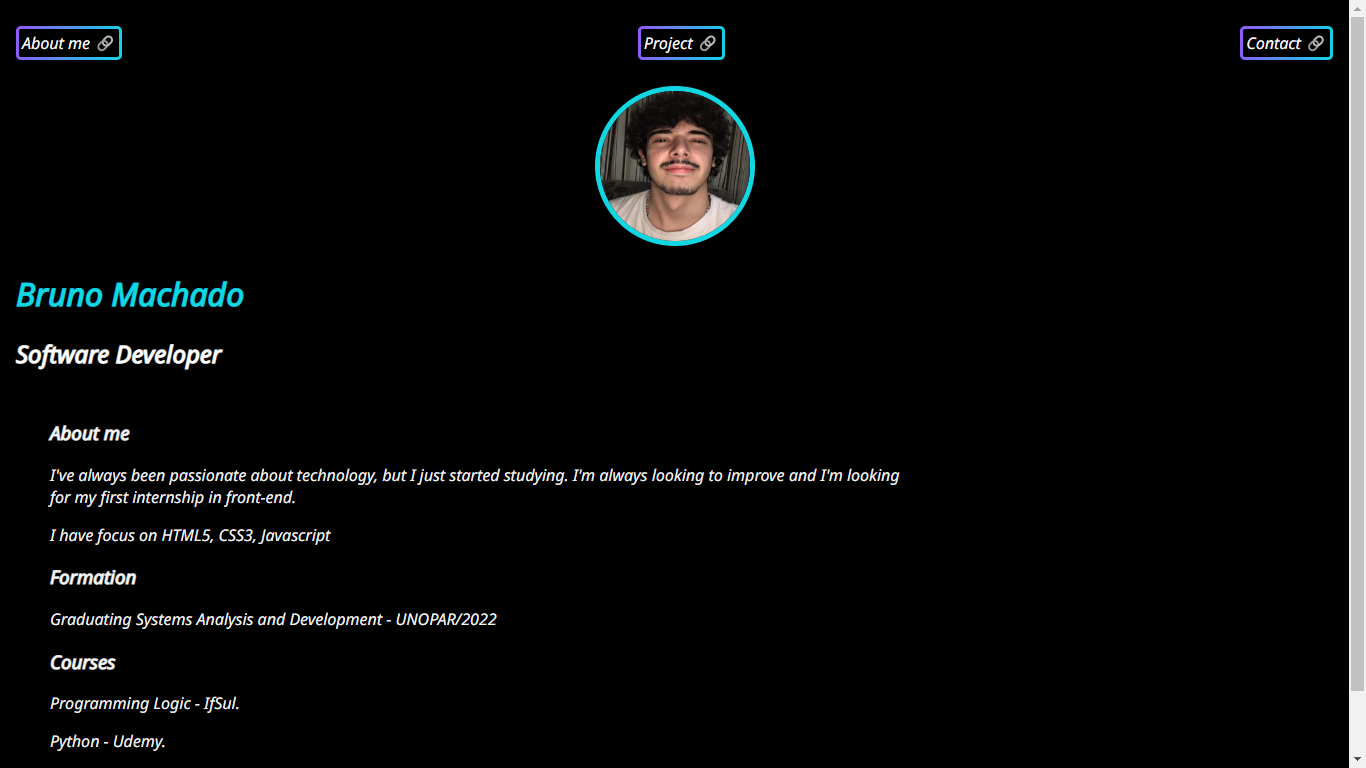 About me
Project
Contact
Bruno Machado
Software Developer
About me
I've always been passionate about technology, but I just started studying. I'm always looking to improve and I'm looking
for my first internship in front-end.
I have focus on HTML5, CSS3, Javascript
Formation
Graduating Systems Analysis and Development - UNOPAR/2022
Courses
Programming Logic - IfSul.
Python - Udemy.